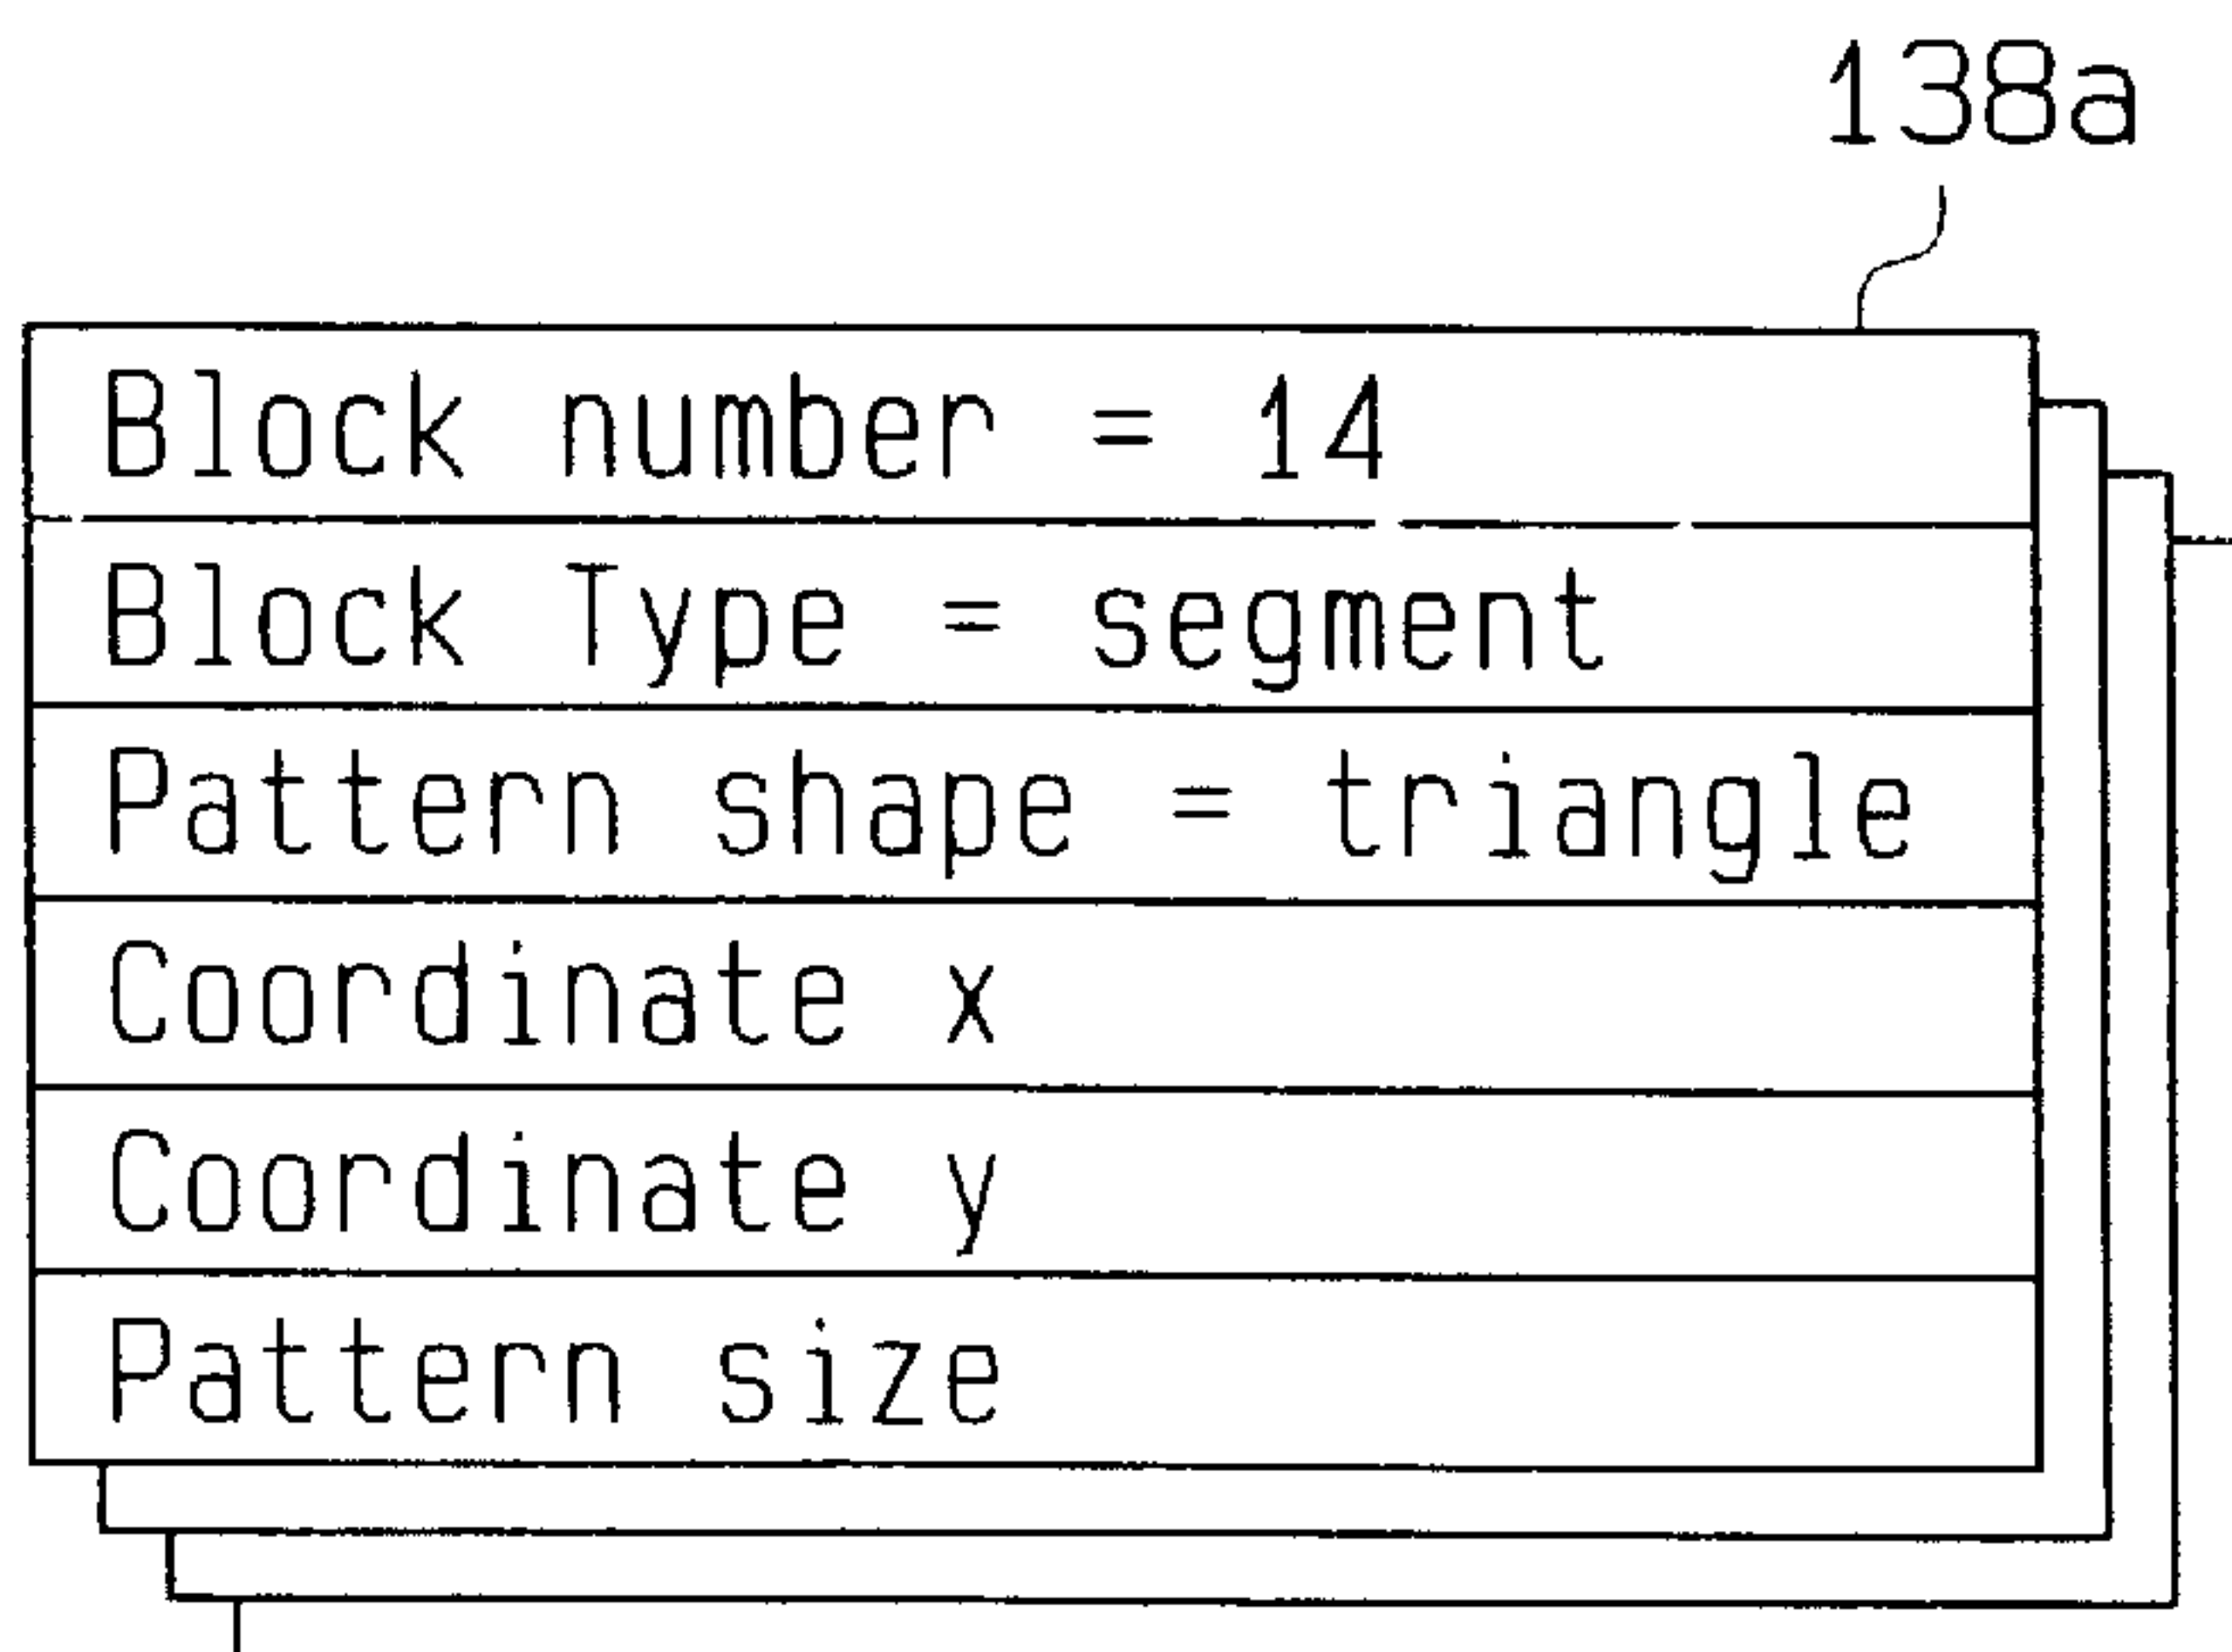 138a
Block number = 14
Block Type = segment
Pattern shape = triangle
Coordinate x
Coordinate y
Pattern size